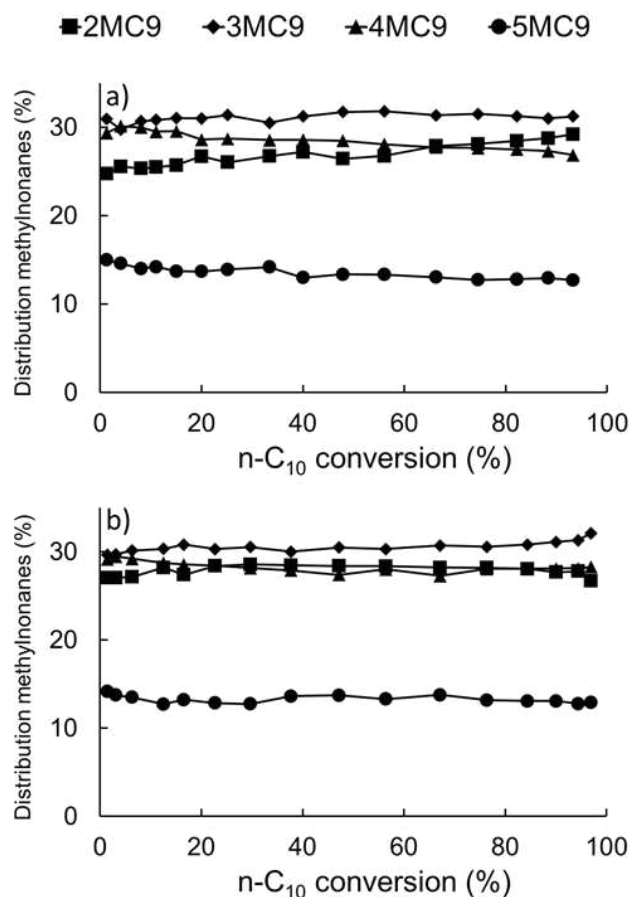 2MC9 3MC9 4MC9 5MC9
a)
Distribution methylnonanes (%)
30
20
10
0
0 20 40 60 80 100
n-C₁₀ conversion (%)
b)
Distribution methylnonanes (%)
30
20
10
0
0 20 40 60 80 100
n-C₁₀ conversion (%)